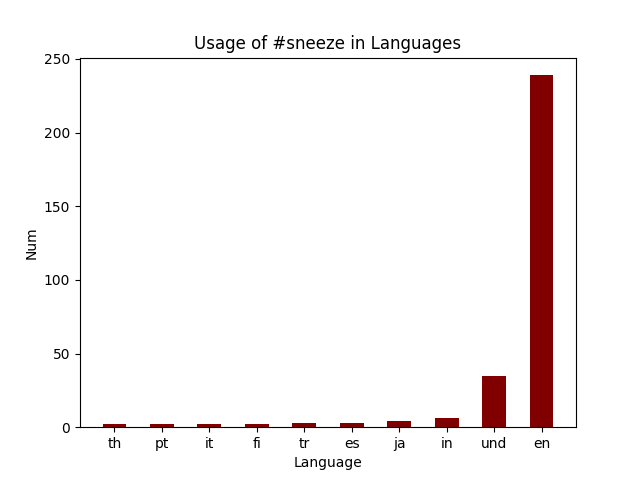 Usage of #sneeze in Languages
250
200
150
100
50
0
Num
th pt it fi tr es ja in und en
Language